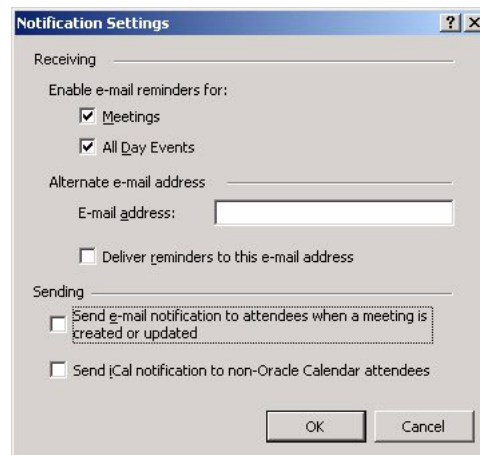 Notification Settings
Receiving
Enable e-mail reminders for:
Meetings
All Day Events
Alternate e-mail address
E-mail address:
Deliver reminders to this e-mail address
Sending
Send e-mail notification to attendees when a meeting is
created or updated
Send iCal notification to non-Oracle Calendar attendees
OK
Cancel